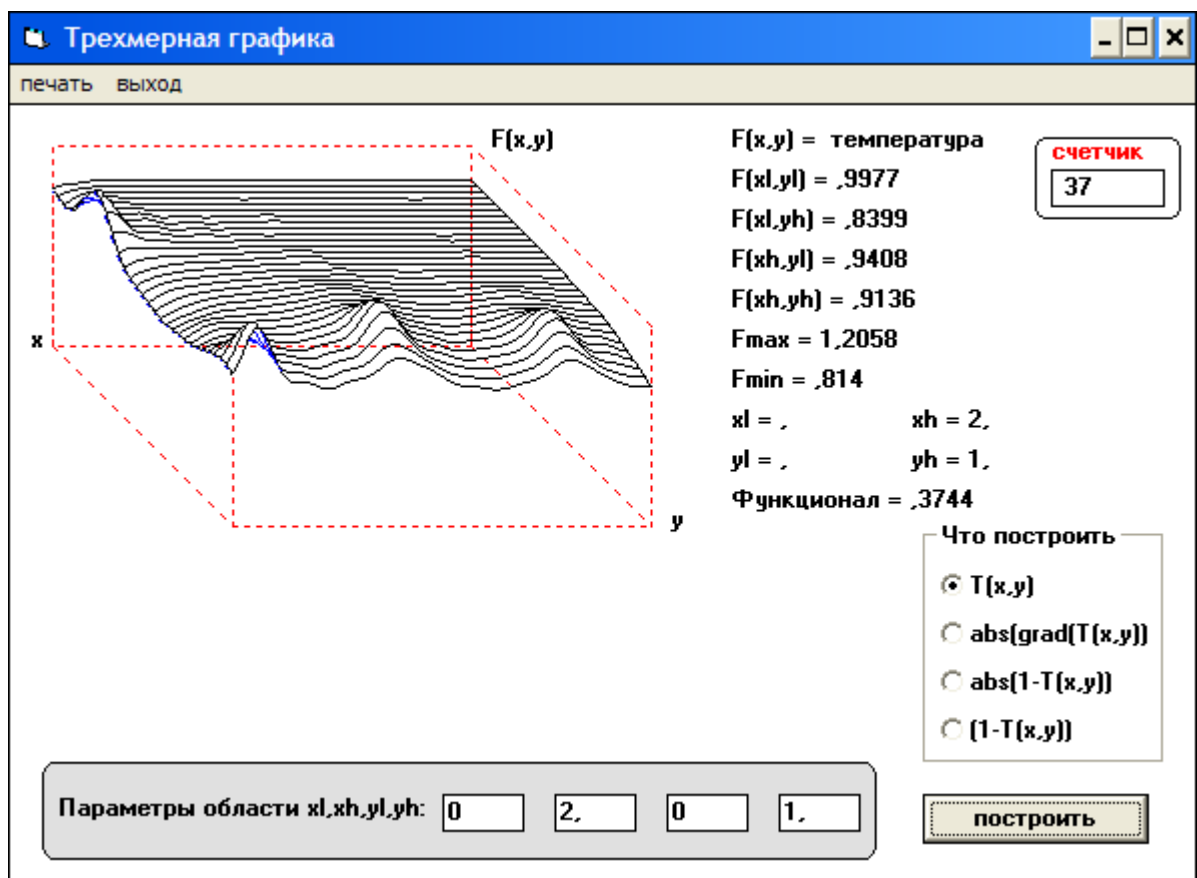 Трехмерная графика
печать выход
F(x,y)
x
y
F(x,y) = температура
F(xl,yl) = ,9977
F(xl,yh) = ,8399
F(xh,yl) = ,9408
F(xh,yh) = ,9136
Fmax = 1,2058
Fmin = ,814
xl = , xh = 2,
yl = , yh = 1,
Функционал = ,3744
счетчик
37
Что построить
T(x,y)
abs(grad(T(x,y))
abs(1-T(x,y))
(1-T(x,y))
Параметры области xl,xh,yl,yh: 0 2, 0 1,
построить